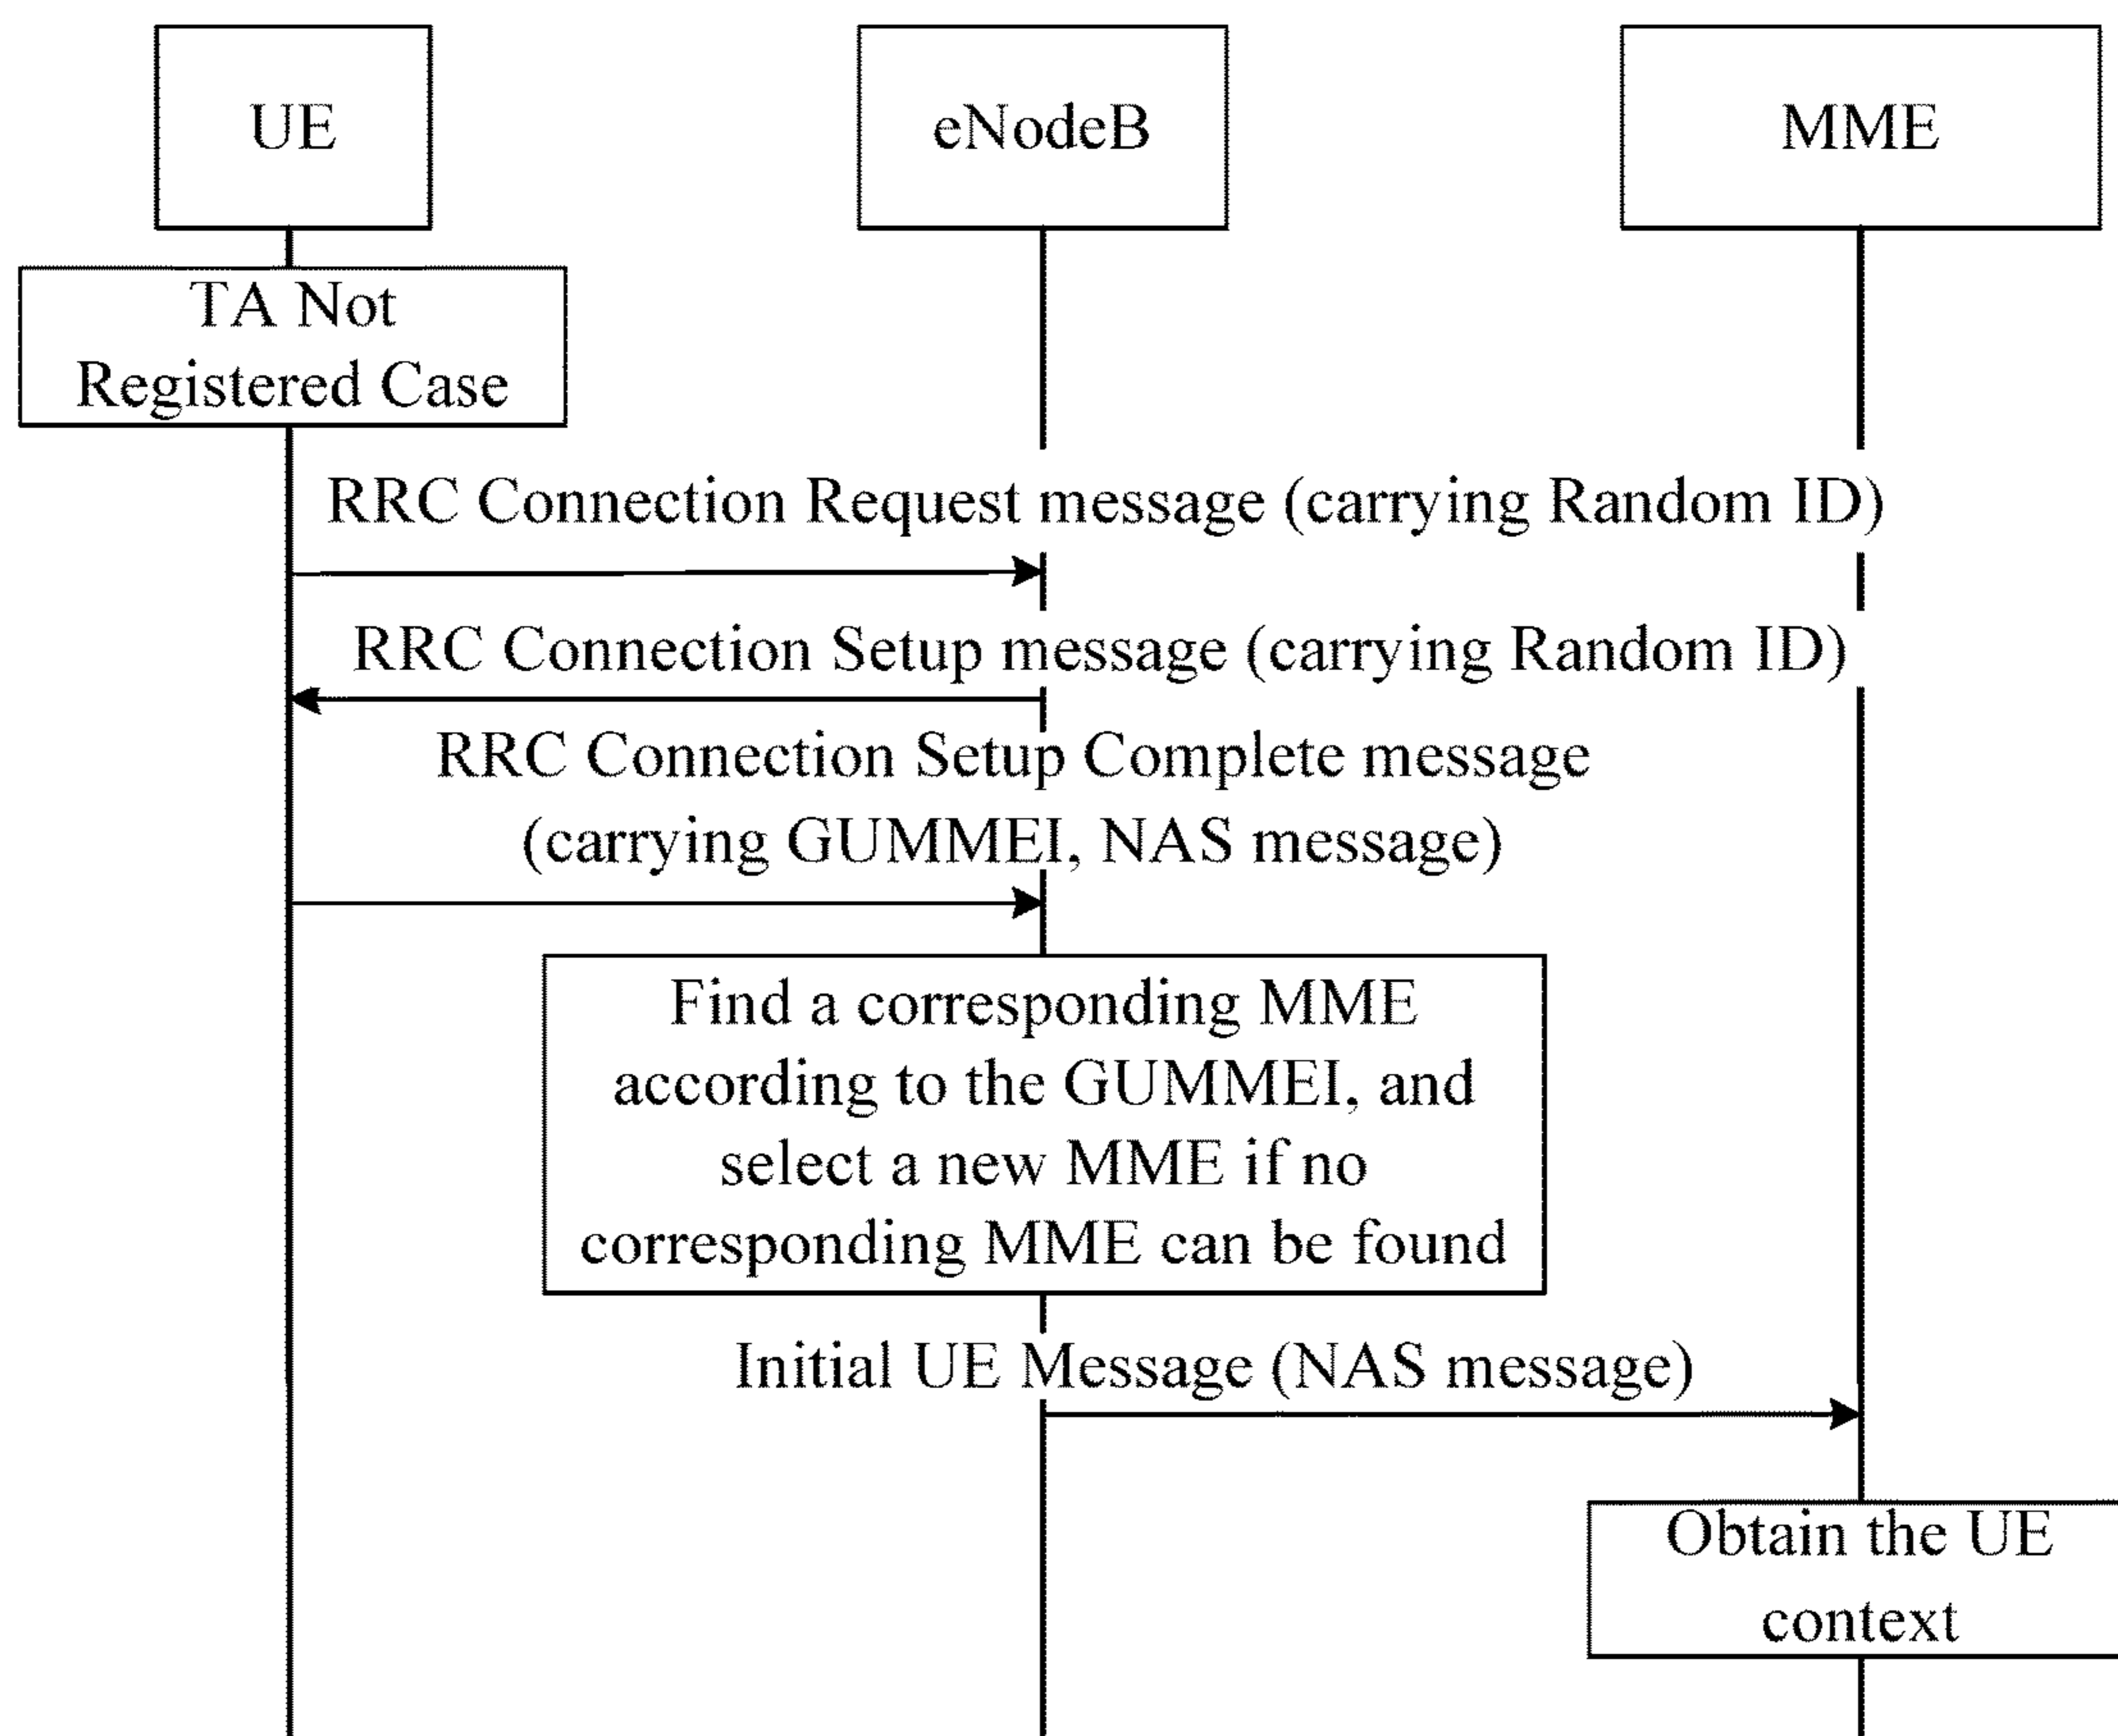 UE
eNodeB
MME
TA Not
Registered Case
RRC Connection Request message (carrying Random ID)
RRC Connection Setup message (carrying Random ID)
RRC Connection Setup Complete message
(carrying GUMMEI, NAS message)
Find a corresponding MME
according to the GUMMEI, and
select a new MME if no
corresponding MME can be found
Initial UE Message (NAS message)
Obtain the UE
context